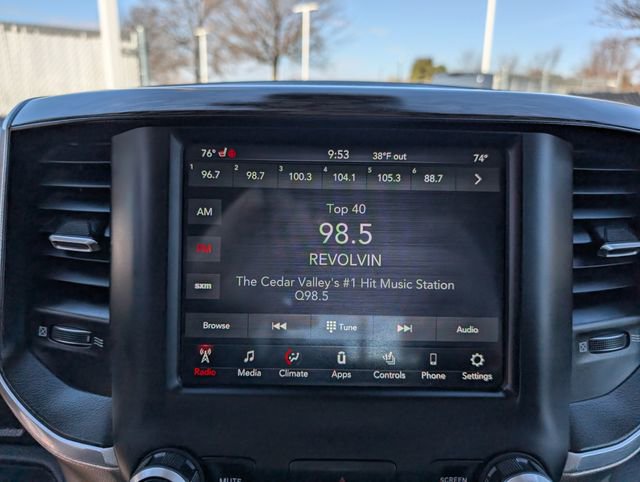 76° 9:53 38°F out 74°
1 96.7 2 98.7 3 100.3 4 104.1 5 105.3 6 88.7
AM
FM
sxm
Top 40
98.5
REVOLVIN
The Cedar Valley's #1 Hit Music Station
Q98.5
Browse Tune Audio
Radio Media Climate Apps Controls Phone Settings
MUTE SCREEN